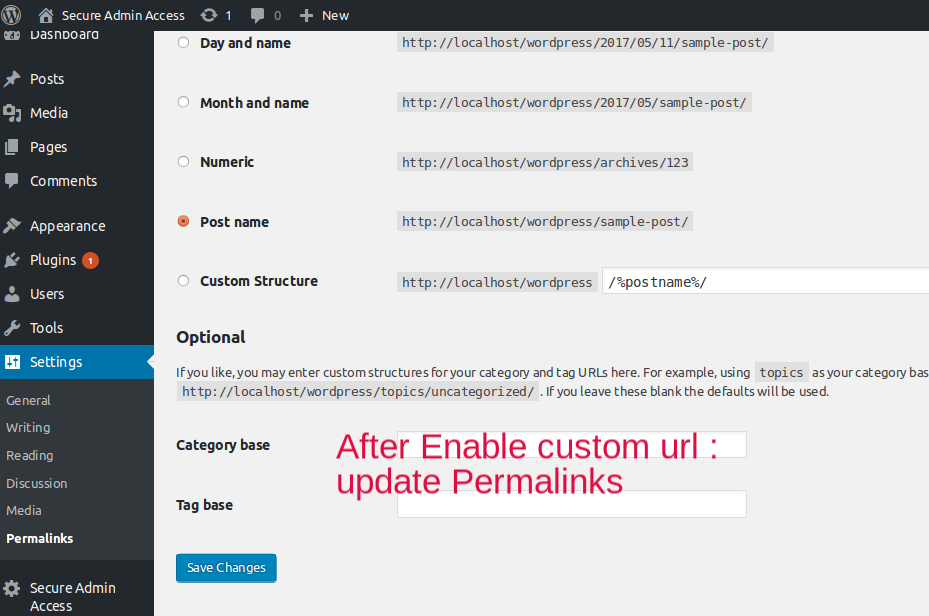 Secure Admin Access 1 0 New
Dashboard
Posts
Media
Pages
Comments
Appearance
Plugins 1
Users
Tools
Settings
General
Writing
Reading
Discussion
Media
Permalinks
Secure Admin
Access
Day and name http://localhost/wordpress/2017/05/11/sample-post/
Month and name http://localhost/wordpress/2017/05/sample-post/
Numeric http://localhost/wordpress/archives/123
Post name http://localhost/wordpress/sample-post/
Custom Structure http://localhost/wordpress /%postname%/
Optional
If you like, you may enter custom structures for your category and tag URLs here. For example, using topics as your category bas
http://localhost/wordpress/topics/uncategorized/ . If you leave these blank the defaults will be used.
Category base
After Enable custom url :
update Permalinks
Tag base
Save Changes